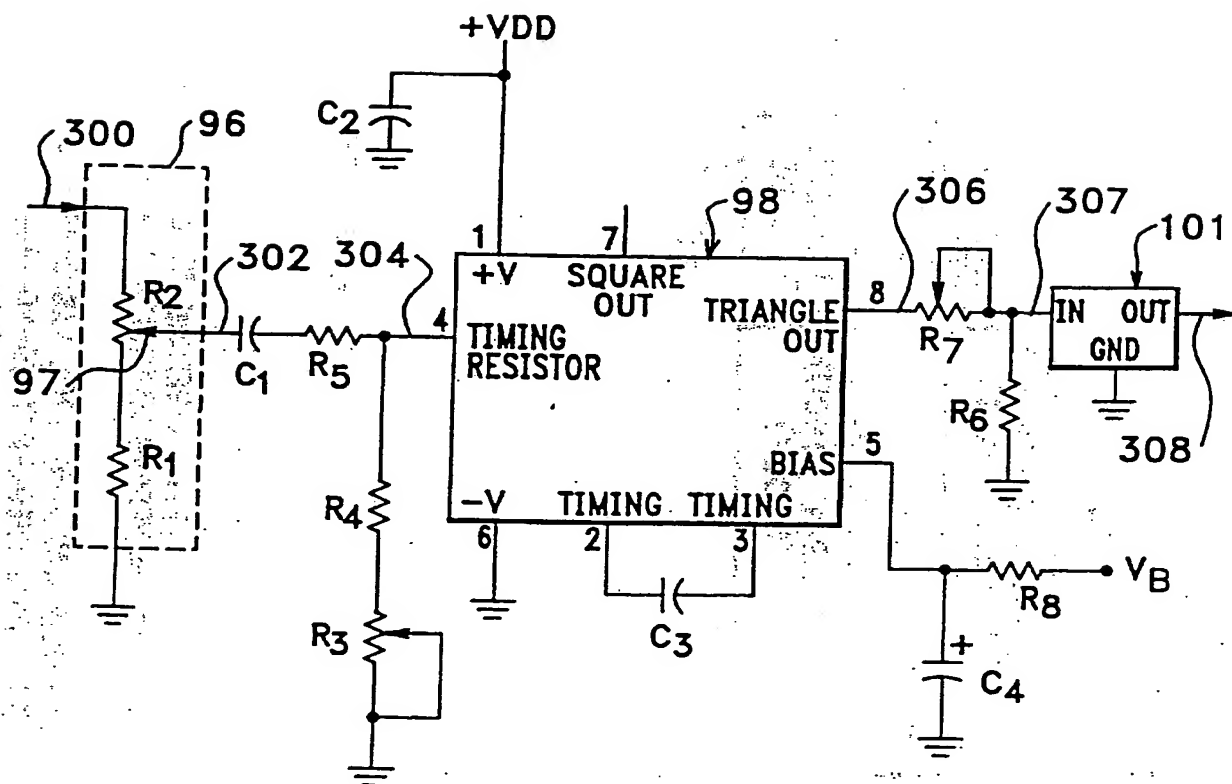 +VDD
C2
300
96
98
306
307
101
302
304
1
+V
7
SQUARE
OUT
R2
4
TIMING
RESISTOR
TRIANGLE
OUT
8
R7
IN
OUT
GND
97
C1
R5
R6
308
R1
R4
BIAS
5
-V
TIMING
TIMING
6
2
3
VB
R8
R3
C3
+
C4